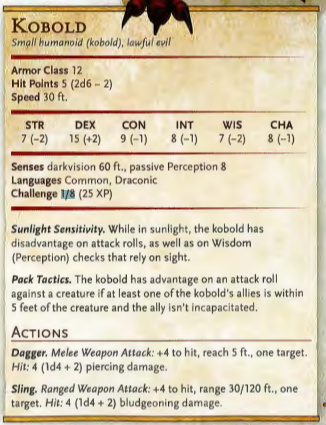 KOBOLD
Small humanoid (kobold), lawful evil
Armor Class 12
Hit Points 5 (2d6 – 2)
Speed 30 ft.
STR DEX CON INT WIS CHA
7 (–2) 15 (+2) 9 (–1) 8 (–1) 7 (–2) 8 (–1)
Senses darkvision 60 ft., passive Perception 8
Languages Common, Draconic
Challenge 1/8 (25 XP)
Sunlight Sensitivity. While in sunlight, the kobold has
disadvantage on attack rolls, as well as on Wisdom
(Perception) checks that rely on sight.
Pack Tactics. The kobold has advantage on an attack roll
against a creature if at least one of the kobold's allies is within
5 feet of the creature and the ally isn't incapacitated.
ACTIONS
Dagger. Melee Weapon Attack: +4 to hit, reach 5 ft., one target.
Hit: 4 (1d4 + 2) piercing damage.
Sling. Ranged Weapon Attack: +4 to hit, range 30/120 ft., one
target. Hit: 4 (1d4 + 2) bludgeoning damage.